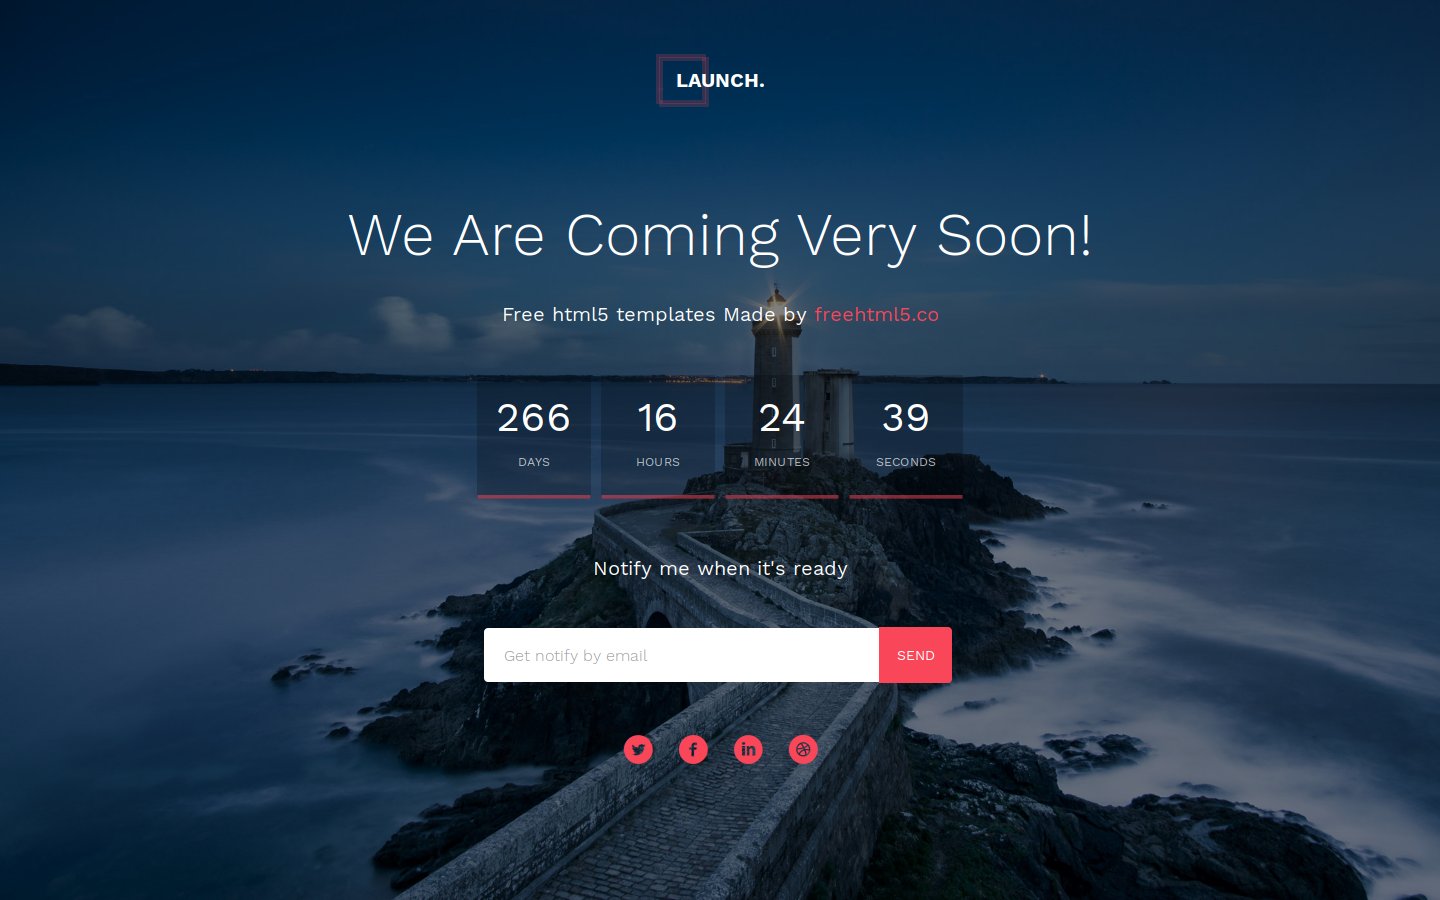 LAUNCH.
We Are Coming Very Soon!
Free html5 templates Made by freehtml5.co
266 16 24 39
DAYS HOURS MINUTES SECONDS
Notify me when it's ready
Get notify by email SEND